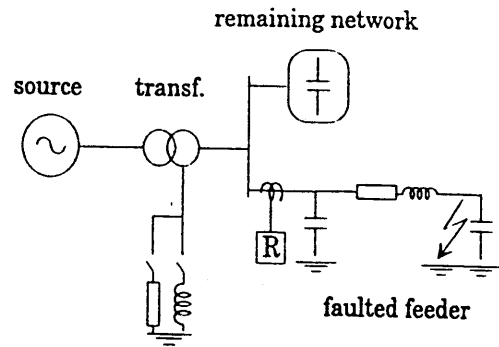 remaining network
source
transf.
R
faulted feeder